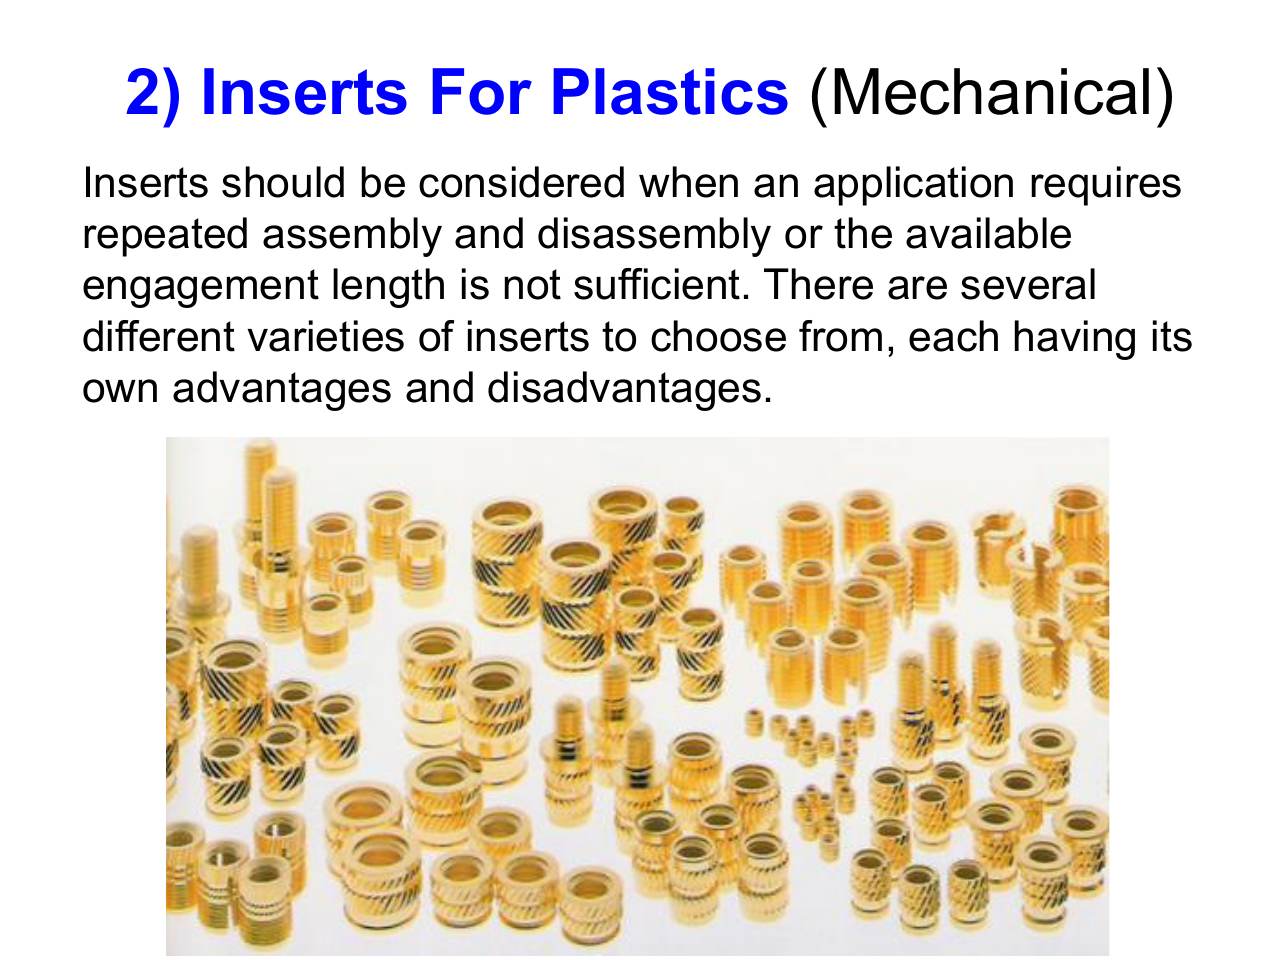 2) Inserts For Plastics (Mechanical)
Inserts should be considered when an application requires
repeated assembly and disassembly or the available
engagement length is not sufficient. There are several
different varieties of inserts to choose from, each having its
own advantages and disadvantages.